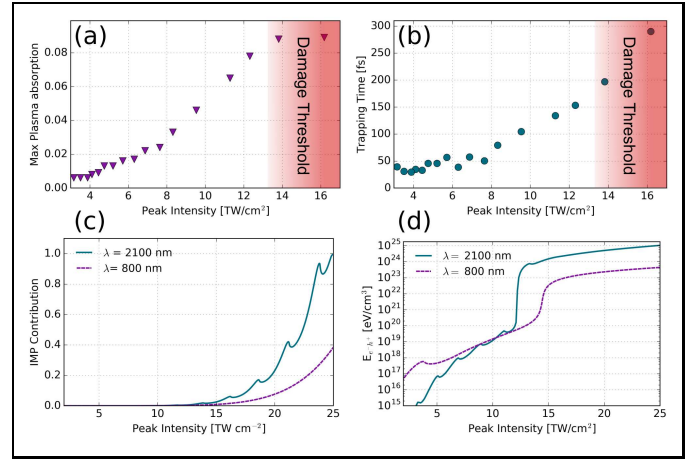 (a)
Max Plasma absorption
0.08
0.06
0.04
0.02
0.00
Damage Threshold
4 6 8 10 12 14 16
Peak Intensity [TW/cm²]
(b)
Trapping Time [fs]
300
250
200
150
100
50
0
Damage Threshold
4 6 8 10 12 14 16
Peak Intensity [TW/cm²]
(c)
IMP Contribution
1.0
0.8
0.6
0.4
0.2
0.0
λ = 2100 nm
λ= 800 nm
5 10 15 20 25
Peak Intensity [TW cm⁻²]
(d)
[eV/cm³]
10²⁵
10²⁴
10²³
10²²
10²¹
10²⁰
10¹⁹
10¹⁸
10¹⁷
10¹⁶
10¹⁵
λ = 2100 nm
λ = 800 nm
5 10 15 20 25
Peak Intensity [TW/cm²]